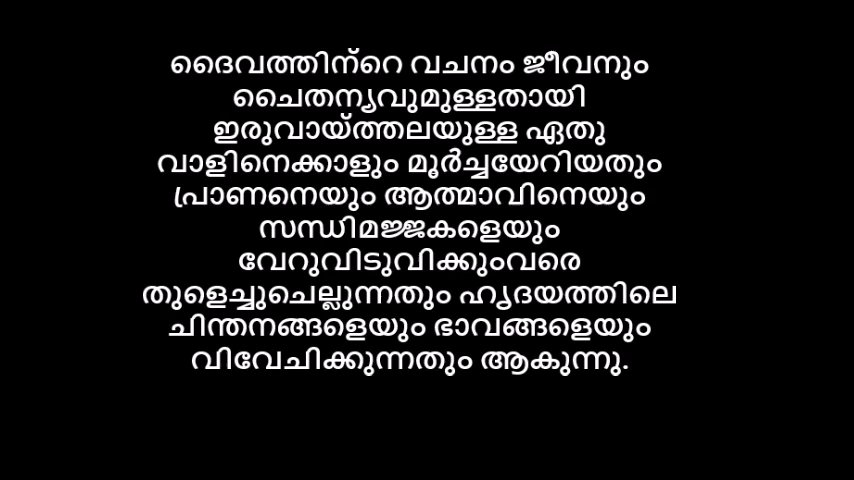 ദൈവത്തിന്റെ വചനം ജീവനും
ചൈതന്യവുമുള്ളതായി
ഇരുവായ്ത്തലയുള്ള ഏതു
വാളിനെക്കാളും മൂർച്ചയേറിയതും
പ്രാണനെയും ആത്മാവിനെയും
സന്ധിമജ്ജകളെയും
വേറുവിടുവിക്കുംവരെ
തുളെച്ചുചെല്ലുന്നതും ഹൃദയത്തിലെ
ചിന്തനങ്ങളെയും ഭാവങ്ങളെയും
വിവേചിക്കുന്നതും ആകുന്നു.